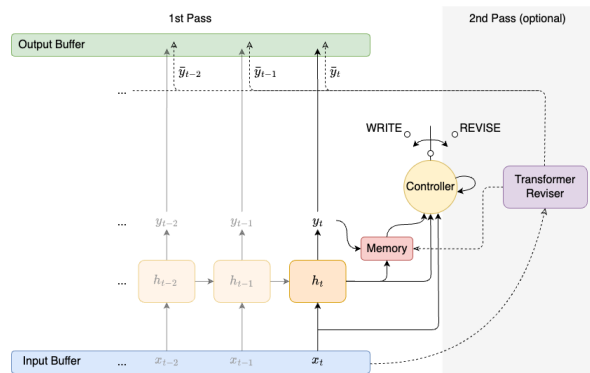 1st Pass
2nd Pass (optional)
Output Buffer
ỹₜ₋₂
ỹₜ₋₁
ỹₜ
...
WRITE
REVISE
Controller
Transformer
Reviser
...
yₜ₋₂
yₜ₋₁
yₜ
Memory
...
hₜ₋₂
hₜ₋₁
hₜ
Input Buffer
...
xₜ₋₂
xₜ₋₁
xₜ